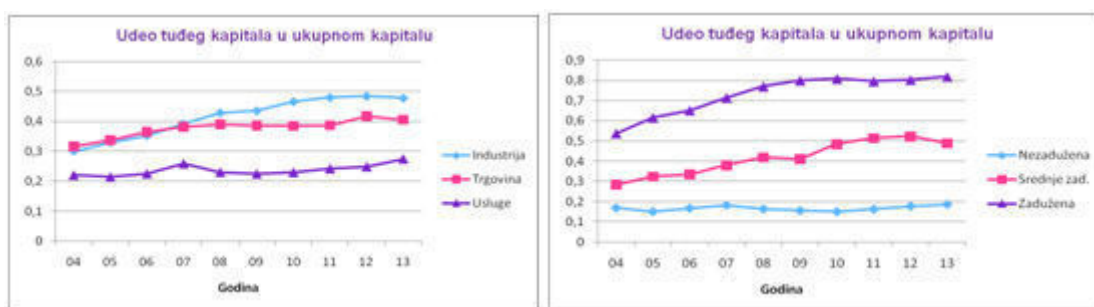 Udeo tuđeg kapitala u ukupnom kapitalu
0,6
0,5
0,4
0,3
0,2
0,1
0
04 05 06 07 08 09 10 11 12 13
Godina
Industrija
Trgovina
Usluge
Udeo tuđeg kapitala u ukupnom kapitalu
0,9
0,8
0,7
0,6
0,5
0,4
0,3
0,2
0,1
0
04 05 06 07 08 09 10 11 12 13
Godina
Nezadužena
Srednje zad.
Zadužena